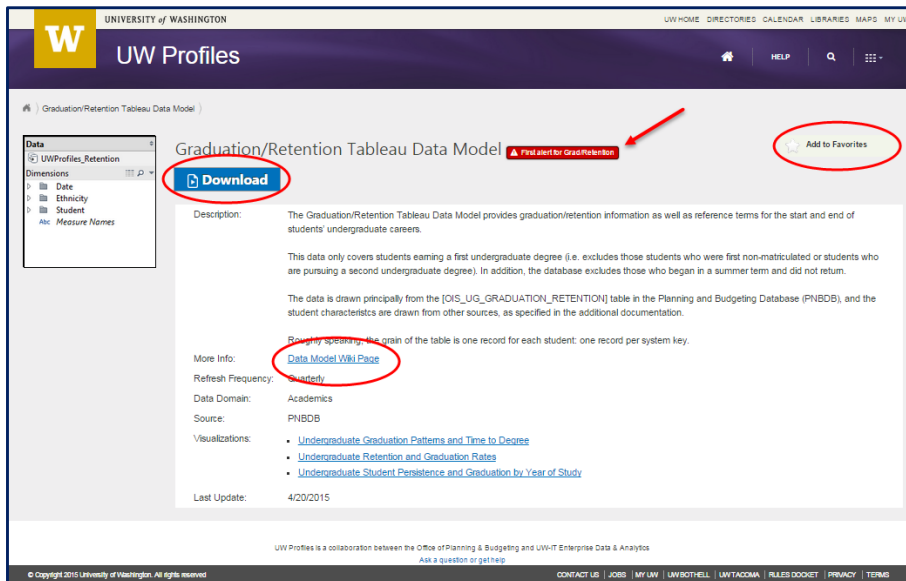 UNIVERSITY of WASHINGTON
UW HOME DIRECTORIES CALENDAR LIBRARIES MAPS MY UW
W
UW Profiles
HELP
Graduation/Retention Tableau Data Model
Data
UWProfiles_Retention
Dimensions
Date
Ethnicity
Student
Abc Measure Names
Graduation/Retention Tableau Data Model
First alert for Grad/Retention
Add to Favorites
Download
Description: The Graduation/Retention Tableau Data Model provides graduation/retention information as well as reference terms for the start and end of
students' undergraduate careers.
This data only covers students earning a first undergraduate degree (i.e. excludes those students who were first non-matriculated or students who
are pursuing a second undergraduate degree). In addition, the database excludes those who began in a summer term and did not return.
The data is drawn principally from the [OIS_UG_GRADUATION_RETENTION] table in the Planning and Budgeting Database (PNBDB), and the
student characteristcs are drawn from other sources, as specified in the additional documentation.
Roughly speaking, the grain of the table is one record for each student: one record per system key.
More Info: Data Model Wiki Page
Refresh Frequency: Quarterly
Data Domain: Academics
Source: PNBDB
Visualizations: • Undergraduate Graduation Patterns and Time to Degree
• Undergraduate Retention and Graduation Rates
• Undergraduate Student Persistence and Graduation by Year of Study
Last Update: 4/20/2015
UW Profiles is a collaboration between the Office of Planning & Budgeting and UW-IT Enterprise Data & Analytics
Ask a question or get help
© Copyright 2015 University of Washington. All rights reserved
CONTACT US | JOBS | MY UW | UW BOTHELL | UW TACOMA | RULES DOCKET | PRIVACY | TERMS